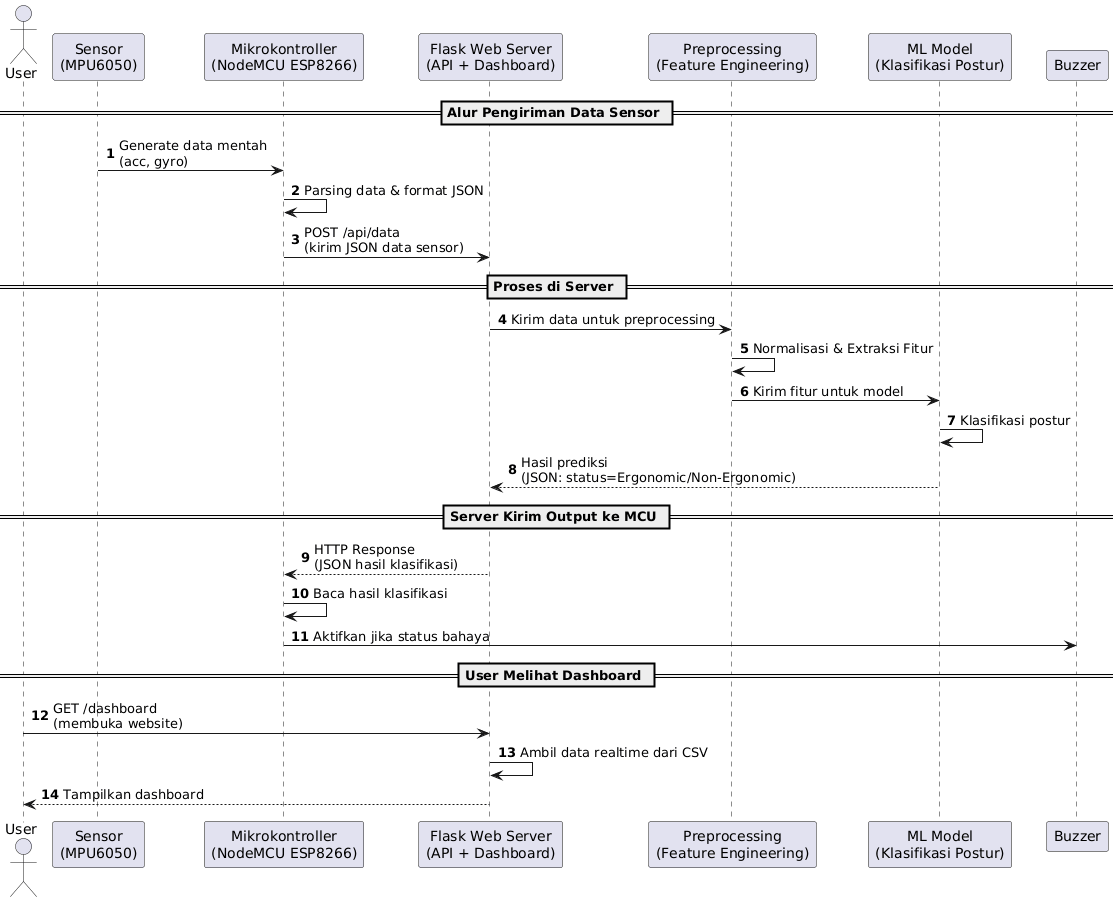 User
Sensor
(MPU6050)
Mikrokontroller
(NodeMCU ESP8266)
Flask Web Server
(API + Dashboard)
Preprocessing
(Feature Engineering)
ML Model
(Klasifikasi Postur)
Buzzer
Alur Pengiriman Data Sensor
1 Generate data mentah
(acc, gyro)
2 Parsing data & format JSON
3 POST /api/data
(kirim JSON data sensor)
Proses di Server
4 Kirim data untuk preprocessing
5 Normalisasi & Extraksi Fitur
6 Kirim fitur untuk model
7 Klasifikasi postur
8 Hasil prediksi
(JSON: status=Ergonomic/Non-Ergonomic)
Server Kirim Output ke MCU
9 HTTP Response
(JSON hasil klasifikasi)
10 Baca hasil klasifikasi
11 Aktifkan jika status bahaya
User Melihat Dashboard
12 GET /dashboard
(membuka website)
13 Ambil data realtime dari CSV
14 Tampilkan dashboard
User
Sensor
(MPU6050)
Mikrokontroller
(NodeMCU ESP8266)
Flask Web Server
(API + Dashboard)
Preprocessing
(Feature Engineering)
ML Model
(Klasifikasi Postur)
Buzzer